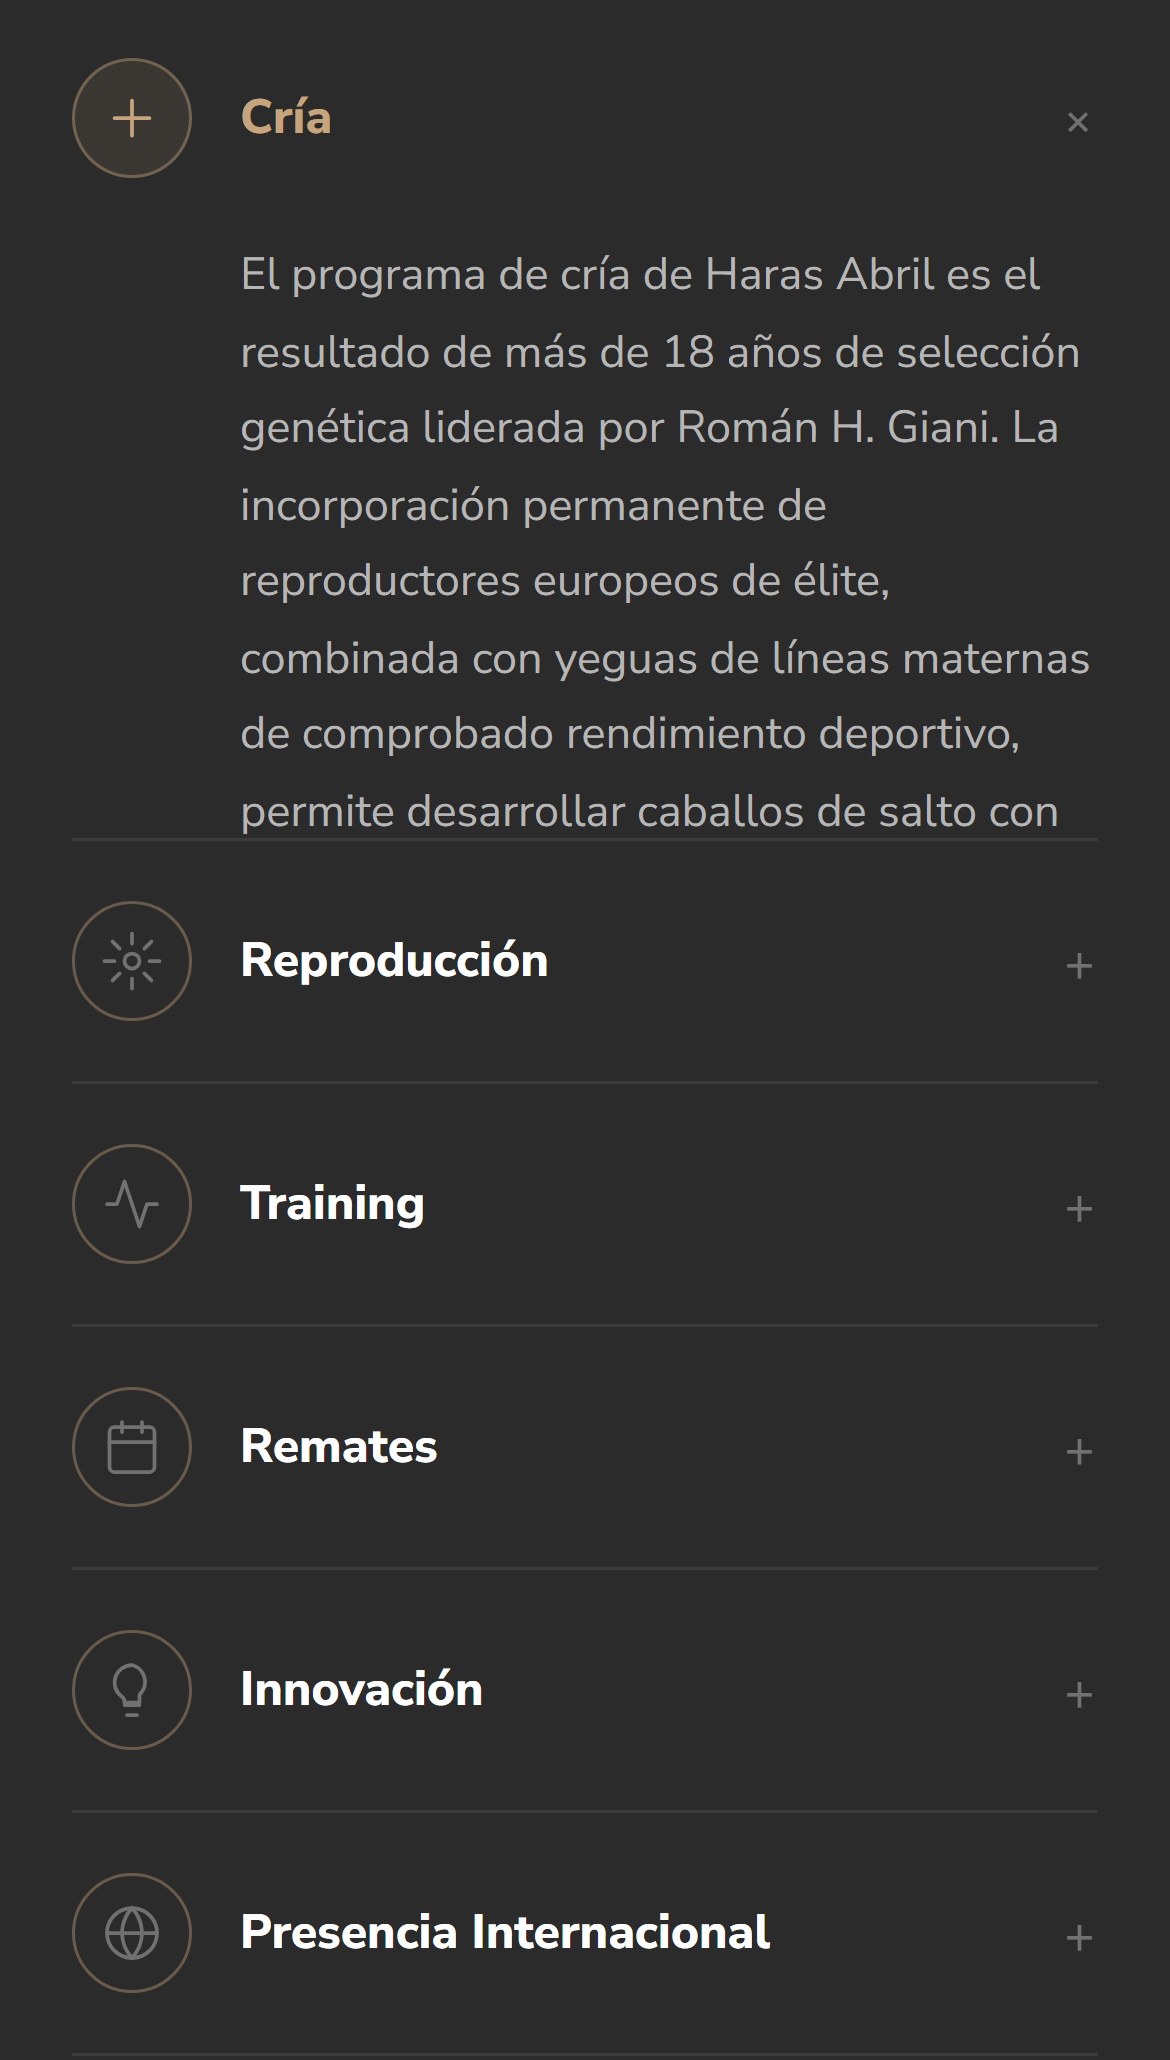 Cría
El programa de cría de Haras Abril es el
resultado de más de 18 años de selección
genética liderada por Román H. Giani. La
incorporación permanente de
reproductores europeos de élite,
combinada con yeguas de líneas maternas
de comprobado rendimiento deportivo,
permite desarrollar caballos de salto con
Reproducción
Training
Remates
Innovación
Presencia Internacional